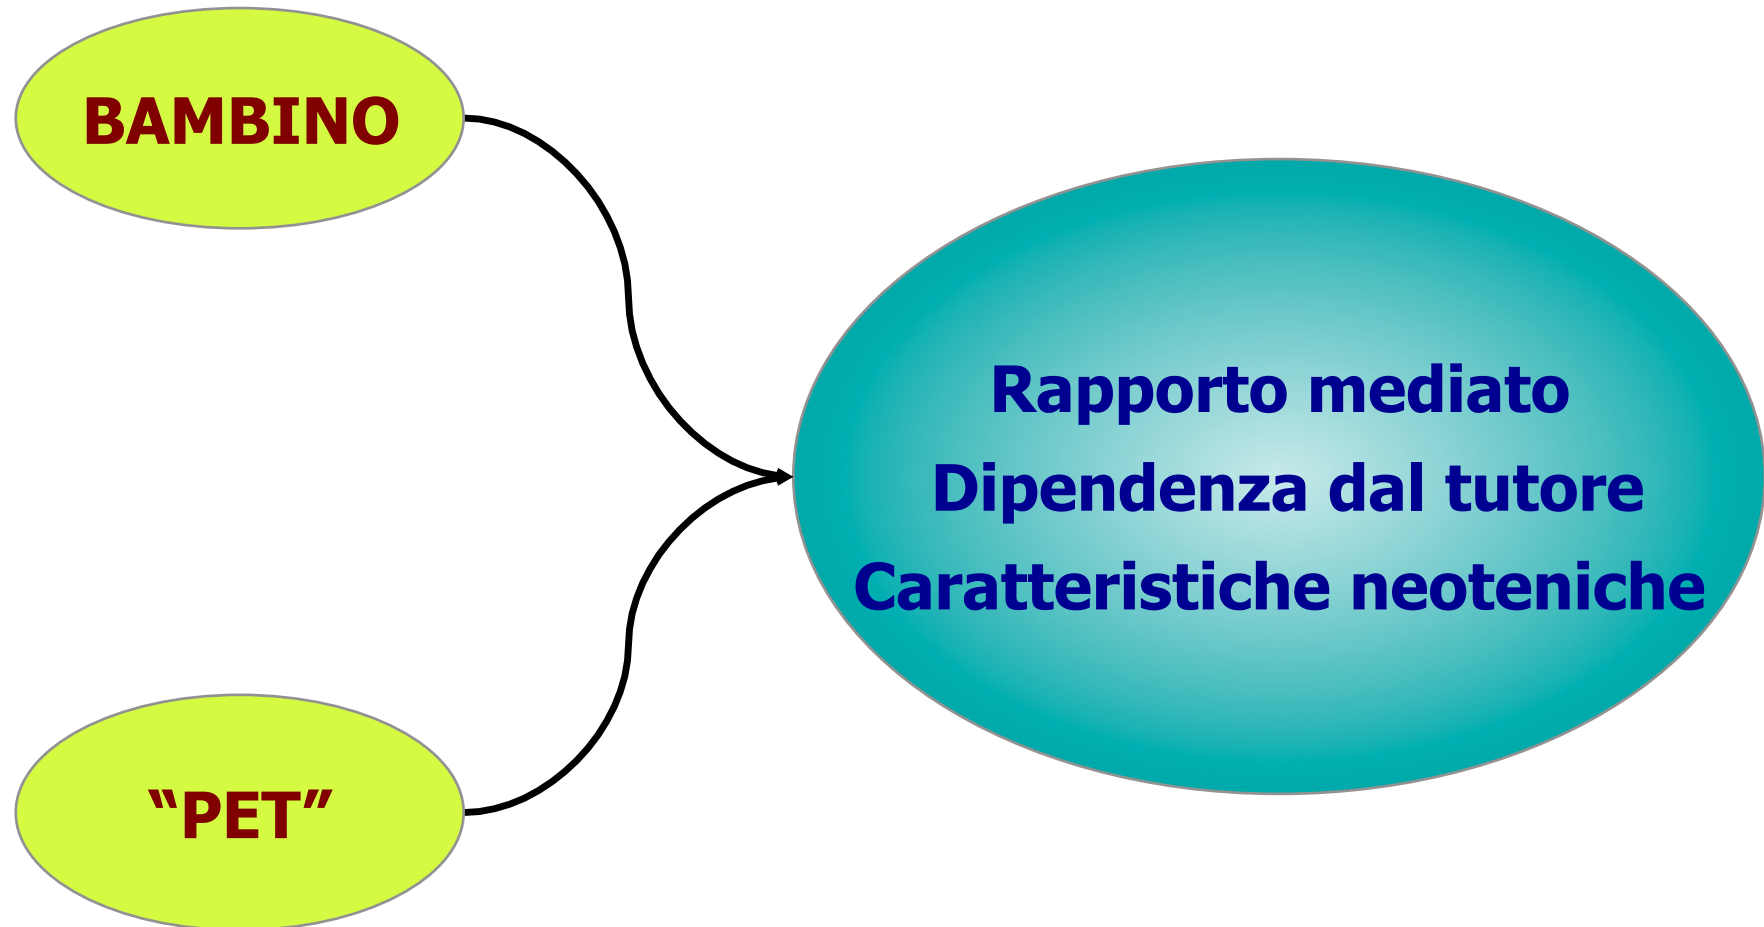 BAMBINO
Rapporto mediato
Dipendenza dal tutore
Caratteristiche neoteniche
“PET”